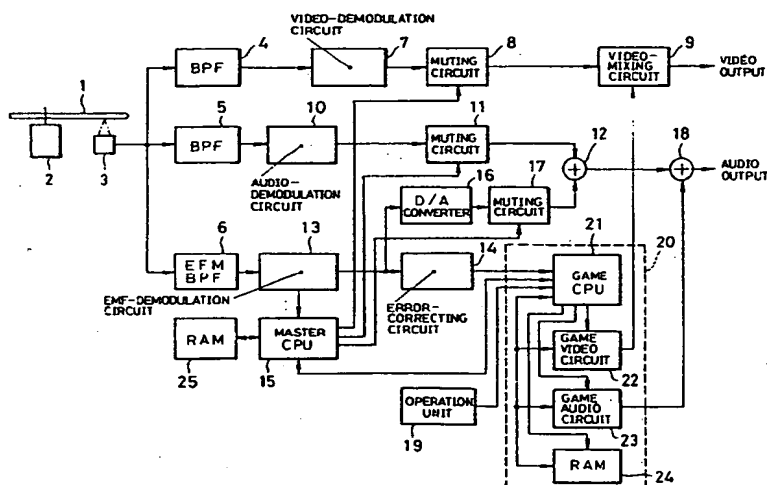 VIDEO-DEMODULATION
CIRCUIT
4
7
8
9
BPF
MUTING
CIRCUIT
VIDEO-
MIXING
CIRCUIT
VIDEO
OUTPUT
1
5
10
11
BPF
MUTING
CIRCUIT
12
18
2
3
AUDIO-
DEMODULATION
CIRCUIT
16
17
AUDIO
OUTPUT
D/A
CONVERTER
MUTING
CIRCUIT
6
13
14
21
20
EFM
BPF
GAME
CPU
EMF-DEMODULATION
CIRCUIT
ERROR-
CORRECTING
CIRCUIT
RAM
MASTER
CPU
GAME
VIDEO
CIRCUIT
25
15
22
OPERATION
UNIT
GAME
AUDIO
CIRCUIT
19
23
RAM
24